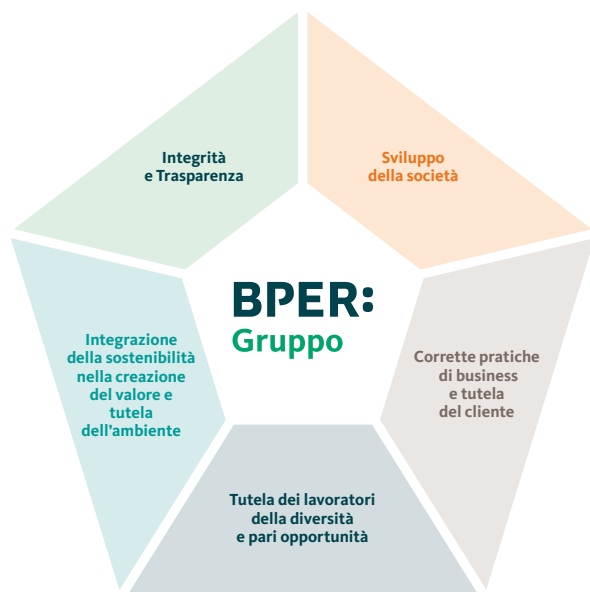 Integrità
e Trasparenza
Sviluppo
della società
BPER:
Gruppo
Integrazione
della sostenibilità
nella creazione
del valore e
tutela
dell'ambiente
Corrette pratiche
di business
e tutela
del cliente
Tutela dei lavoratori
della diversità
e pari opportunità